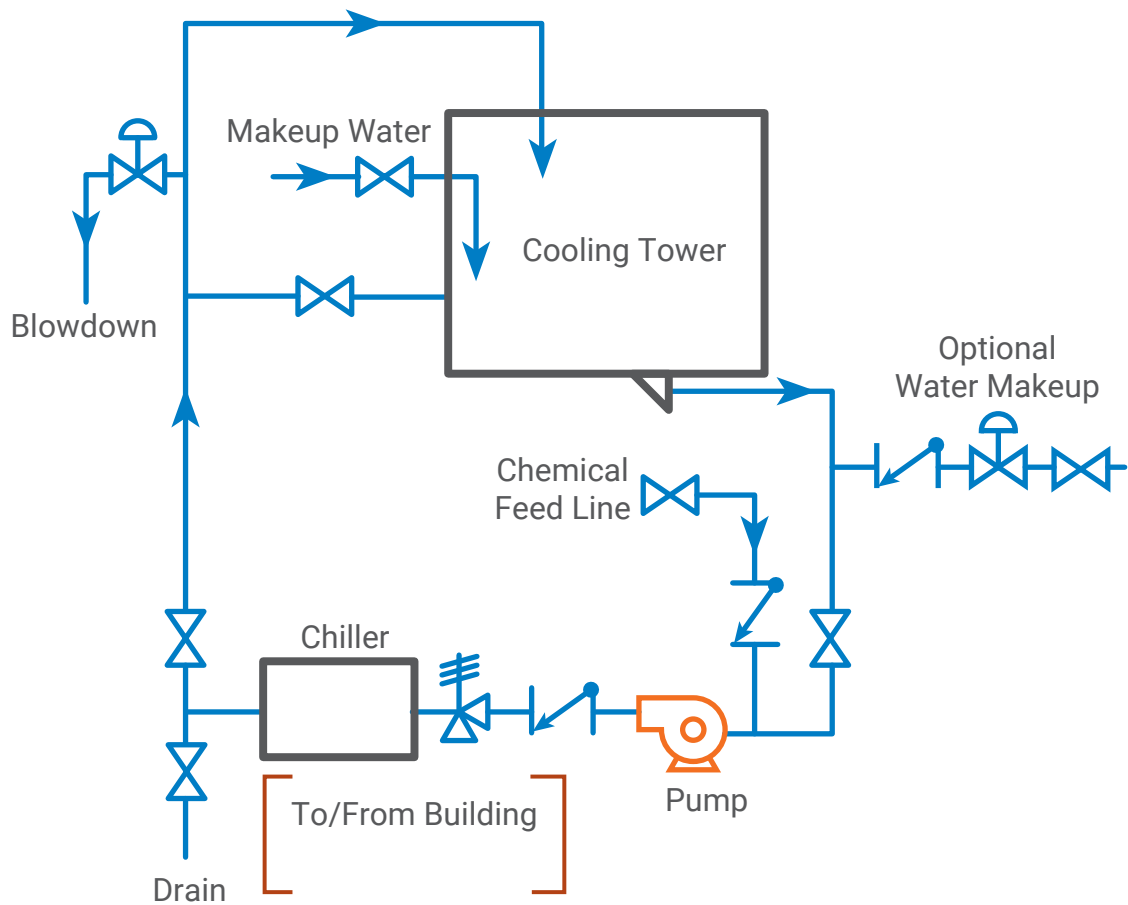 Makeup Water
Cooling Tower
Blowdown
Optional
Water Makeup
Chemical
Feed Line
Chiller
Pump
To/From Building
Drain